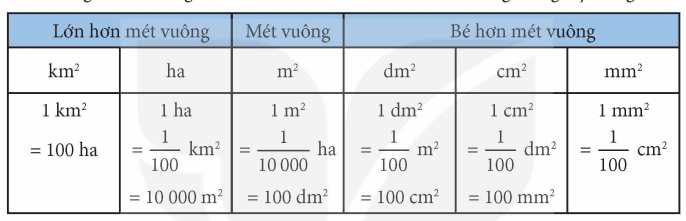 Lớn hơn mét vuông | Mét vuông | Bé hơn mét vuông
km² | ha | m² | dm² | cm² | mm²
1 km² | 1 ha | 1 m² | 1 dm² | 1 cm² | 1 mm²
= 100 ha | = 1/100 km² | = 1/10 000 ha | = 1/100 m² | = 1/100 dm² | = 1/100 cm²
= 10 000 m² | = 100 dm² | = 100 cm² | = 100 mm²